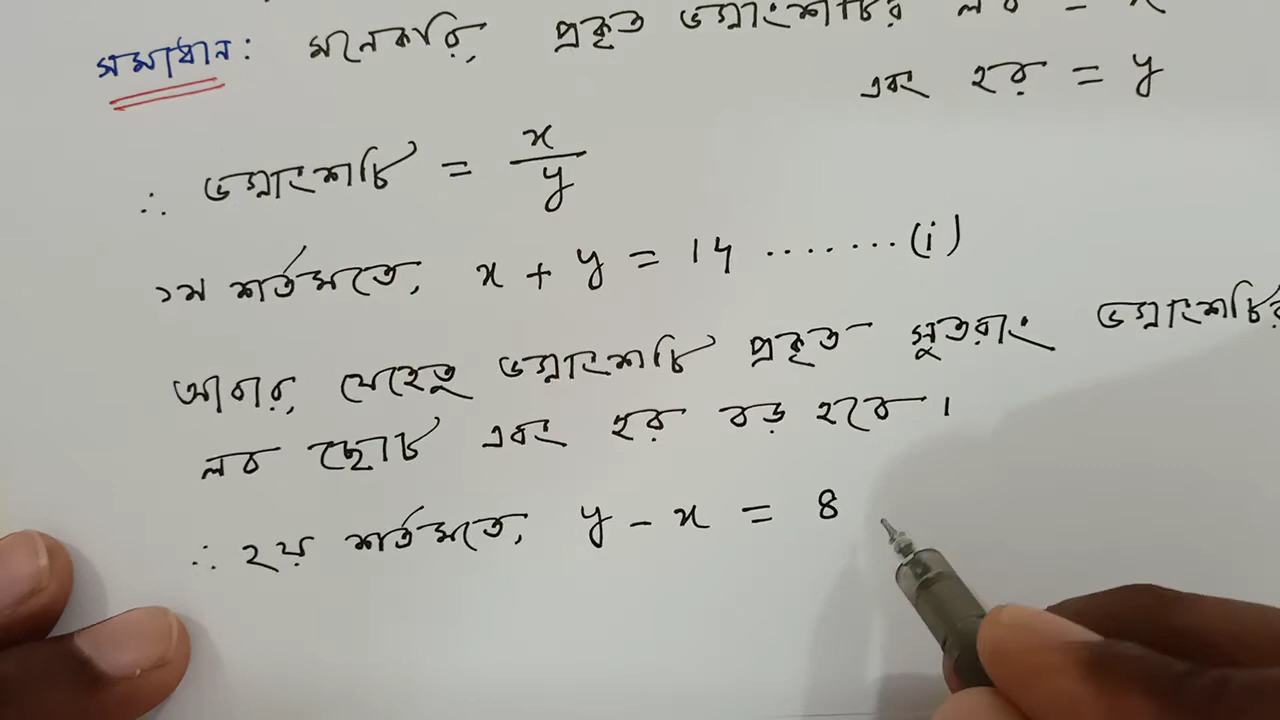 সমাধান: মনেকরি, প্রকৃত ভগ্নাংশটির লব = x
এবং হর = y
∴ ভগ্নাংশটি = x/y
১ম শর্তমতে, x + y = 14 ........(i)
আবার, যেহেতু ভগ্নাংশটি প্রকৃত সুতরাং ভগ্নাংশটির
লব ছোট এবং হর বড় হবে।
∴ ২য় শর্তমতে, y - x = 8